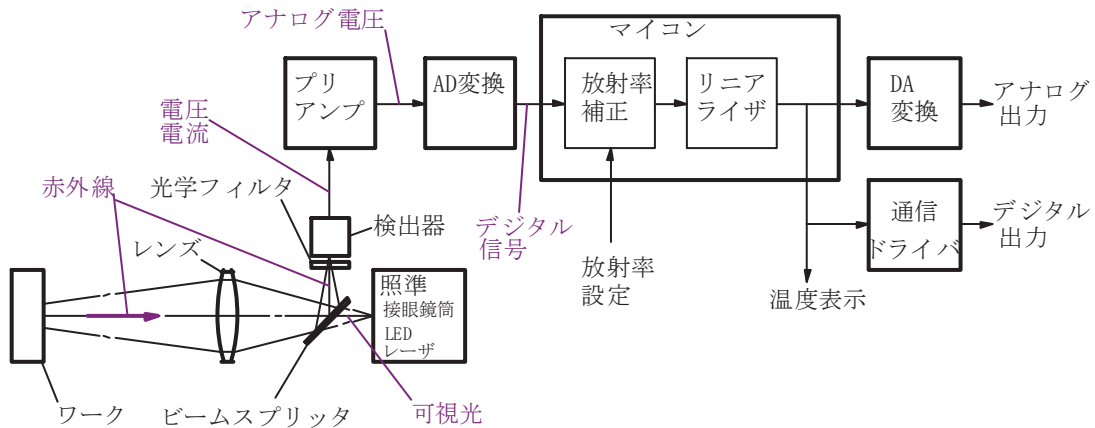 アナログ電圧
マイコン
プリ
アンプ
AD変換
放射率
補正
リニア
ライザ
DA
変換
アナログ
出力
電圧
電流
赤外線
光学フィルタ
検出器
デジタル
信号
放射率
設定
通信
ドライバ
デジタル
出力
温度表示
レンズ
照準
接眼鏡筒
LED
レーザ
ワーク
ビームスプリッタ
可視光